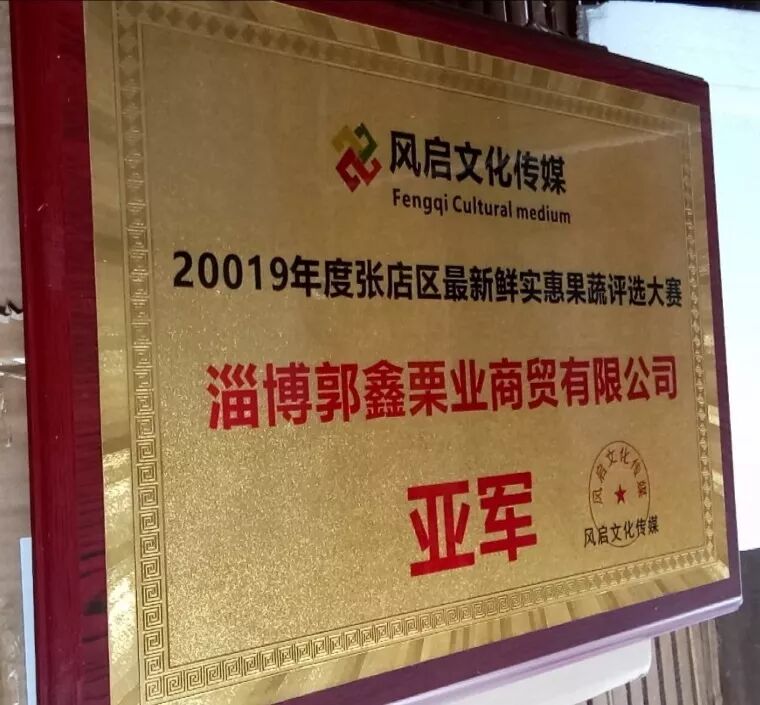 风启文化传媒
Fengqi Cultural medium
20019年度张店区最新鲜实惠果蔬评选大赛
淄博郭鑫栗业商贸有限公司
亚军
风启文化传媒
风启文化传媒